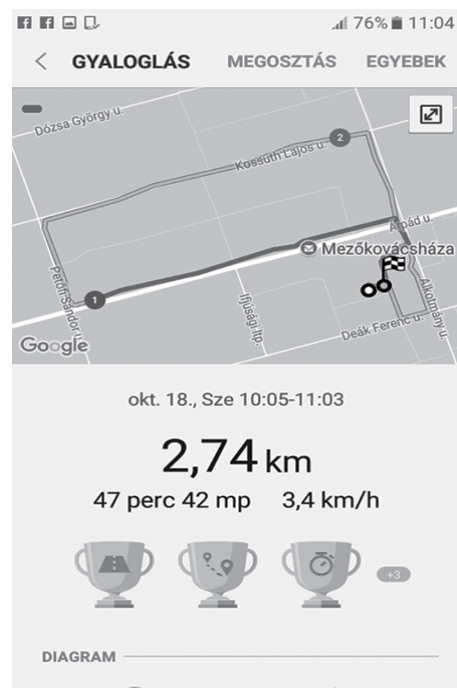 76% 11:04
GYALOGLÁS MEGOSZTÁS EGYEBEK
Dózsa György u.
2
Kossuth Lajos u.
Árpád u.
Mezőkovácsháza
Petőfi Sándor u.
1
Ifjúsági ltp.
Alkotmány u.
Deák Ferenc u.
Google
okt. 18., Sze 10:05-11:03
2,74 km
47 perc 42 mp 3,4 km/h
+3
DIAGRAM